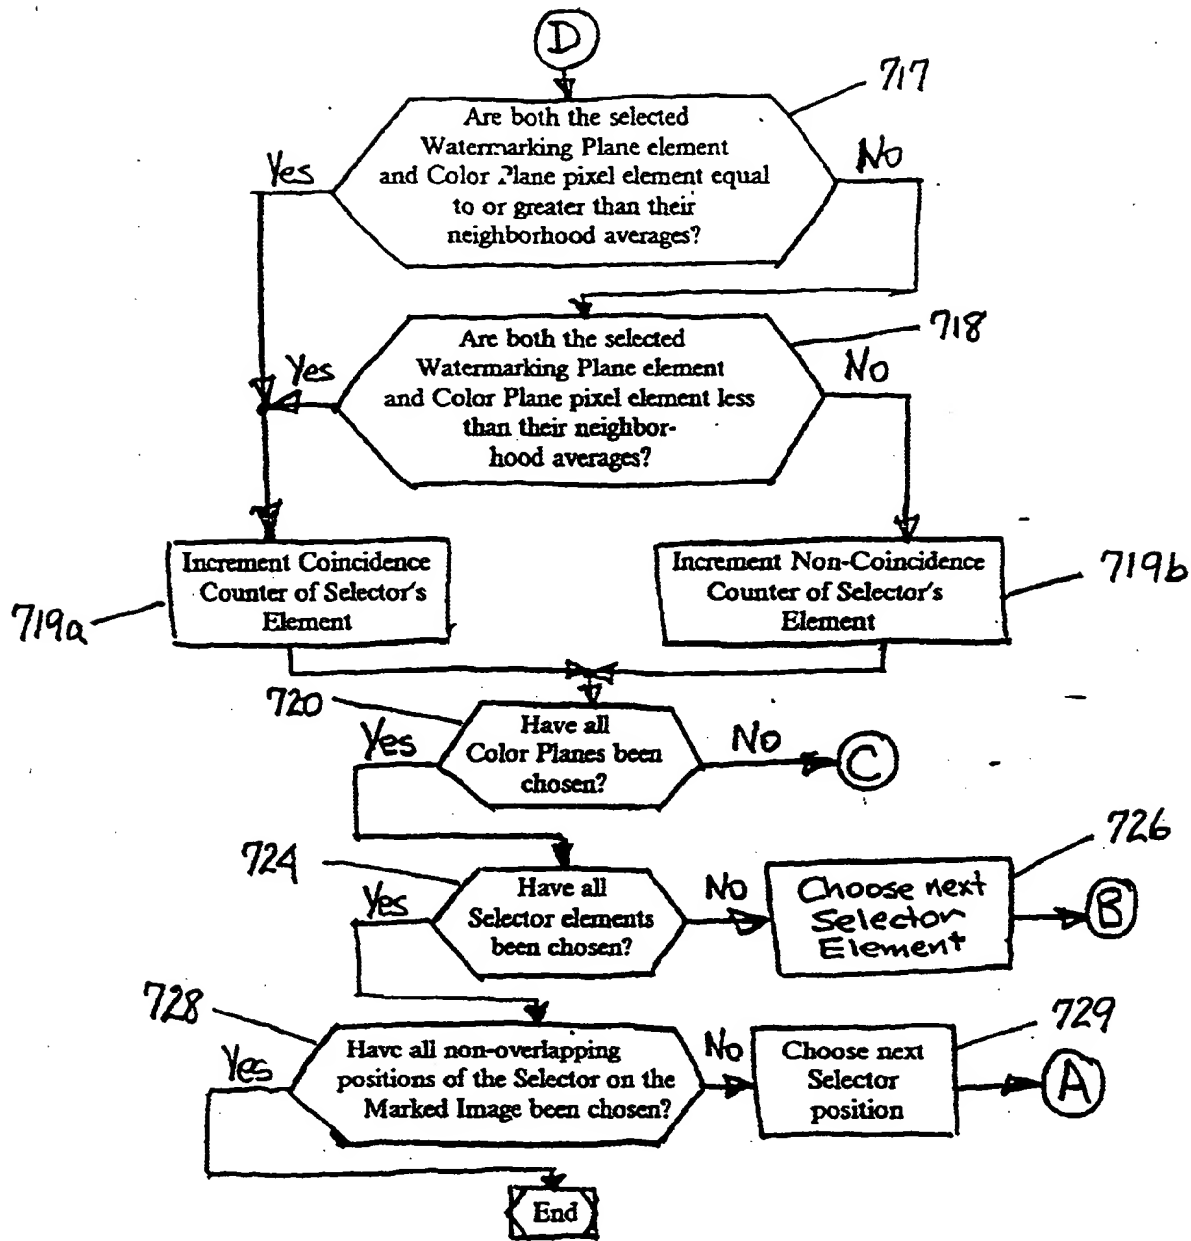 D
717
Are both the selected
Watermarking Plane element
and Color Plane pixel element equal
to or greater than their
neighborhood averages?
Yes
No
718
Are both the selected
Watermarking Plane element
and Color Plane pixel element less
than their neighbor-
hood averages?
Yes
No
Increment Coincidence
Counter of Selector's
Element
719a
Increment Non-Coincidence
Counter of Selector's
Element
719b
720
Have all
Color Planes been
chosen?
Yes
No
C
724
Have all
Selector elements
been chosen?
Yes
No
726
Choose next
Selector
Element
B
728
Have all non-overlapping
positions of the Selector on the
Marked Image been chosen?
Yes
No
729
Choose next
Selector
position
A
End